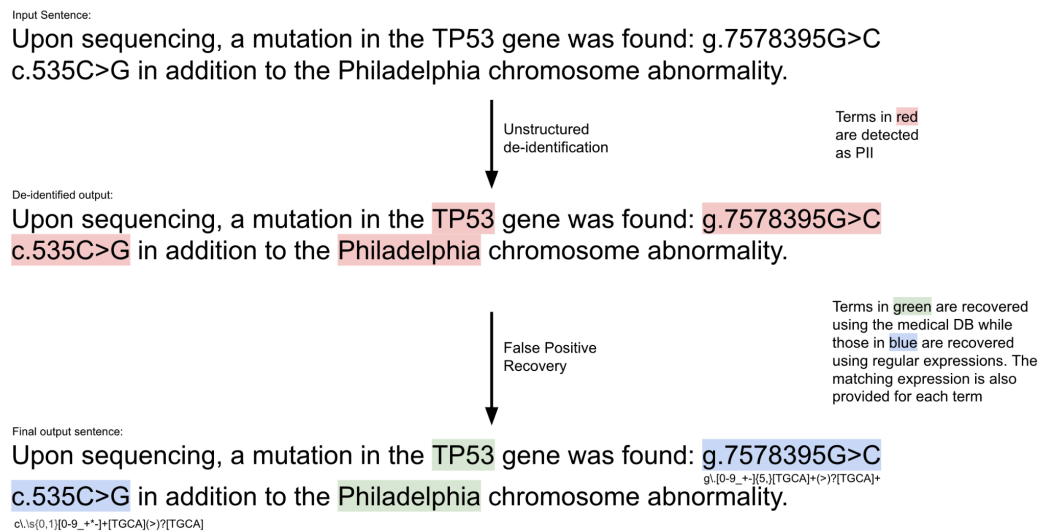 Input Sentence:
Upon sequencing, a mutation in the TP53 gene was found: g.7578395G>C
c.535C>G in addition to the Philadelphia chromosome abnormality.
Unstructured
de-identification
Terms in red
are detected
as PII
De-identified output:
Upon sequencing, a mutation in the TP53 gene was found: g.7578395G>C
c.535C>G in addition to the Philadelphia chromosome abnormality.
False Positive
Recovery
Terms in green are recovered
using the medical DB while
those in blue are recovered
using regular expressions. The
matching expression is also
provided for each term
Final output sentence:
Upon sequencing, a mutation in the TP53 gene was found: g.7578395G>C
g\.[0-9_+-]{5,}[TGCA]+(>)?[TGCA]+
c.535C>G in addition to the Philadelphia chromosome abnormality.
c\.\s{0,1}[0-9_+*-]+[TGCA](>)?[TGCA]